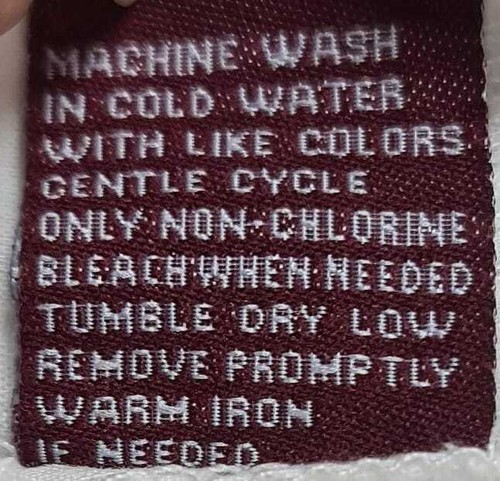 MACHINE WASH
IN COLD WATER
WITH LIKE COLORS
GENTLE CYCLE
ONLY NON-CHLORINE
BLEACH WHEN NEEDED
TUMBLE DRY LOW
REMOVE PROMPTLY
WARM IRON
IF NEEDED